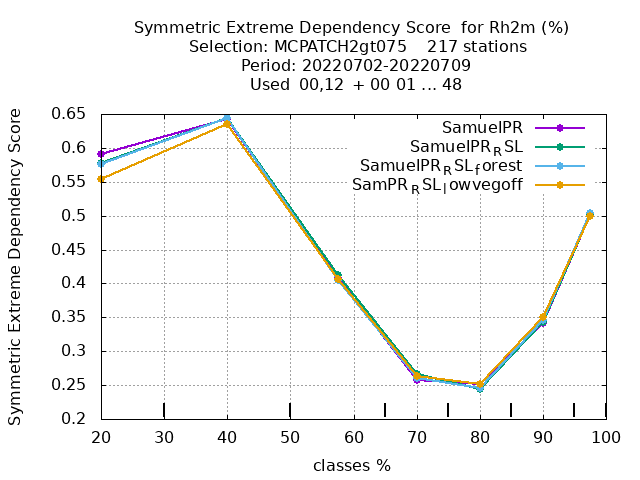 Symmetric Extreme Dependency Score  for Rh2m (%)
Selection: MCPATCH2gt075    217 stations
Period: 20220702-20220709
Used  00,12  + 00 01 ... 48
Symmetric Extreme Dependency Score
0.65
0.6
0.55
0.5
0.45
0.4
0.35
0.3
0.25
0.2
SamuelPR
SamuelPR_RSL
SamuelPR_RSL_forest
SamPR_RSL_lowvegoff
20 30 40 50 60 70 80 90 100
classes %